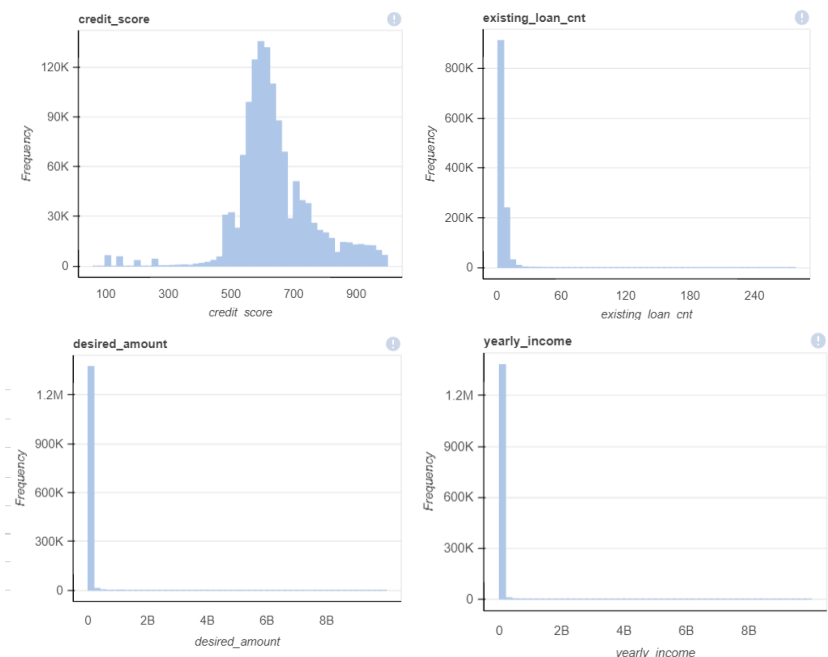 credit_score
120K
90K
60K
30K
0
Frequency
100 300 500 700 900
credit_score
existing_loan_cnt
800K
600K
400K
200K
0
Frequency
0 60 120 180 240
existing_loan_cnt
desired_amount
1.2M
900K
600K
300K
0
Frequency
0 2B 4B 6B 8B
desired_amount
yearly_income
1.2M
900K
600K
300K
0
Frequency
0 2B 4B 6B 8B
yearly_income